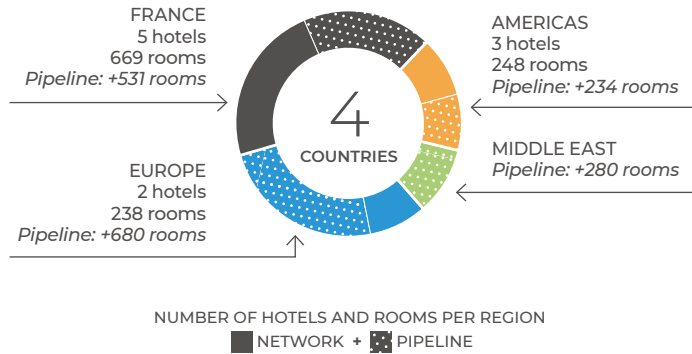 FRANCE
5 hotels
669 rooms
Pipeline: +531 rooms
AMERICAS
3 hotels
248 rooms
Pipeline: +234 rooms
4
COUNTRIES
EUROPE
2 hotels
238 rooms
Pipeline: +680 rooms
MIDDLE EAST
Pipeline: +280 rooms
NUMBER OF HOTELS AND ROOMS PER REGION
NETWORK + PIPELINE